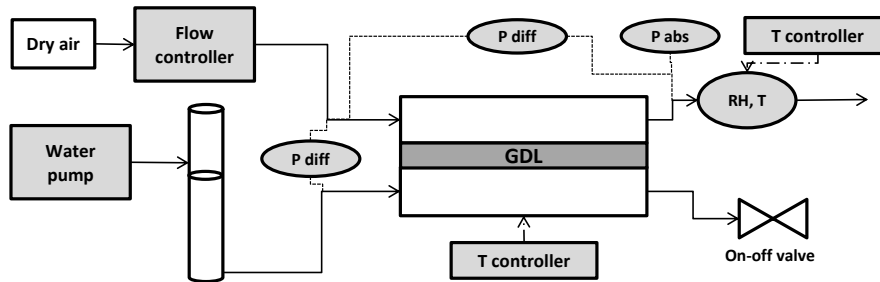 Dry air
Flow
controller
P diff
P abs
T controller
RH, T
Water
pump
P diff
GDL
T controller
On-off valve